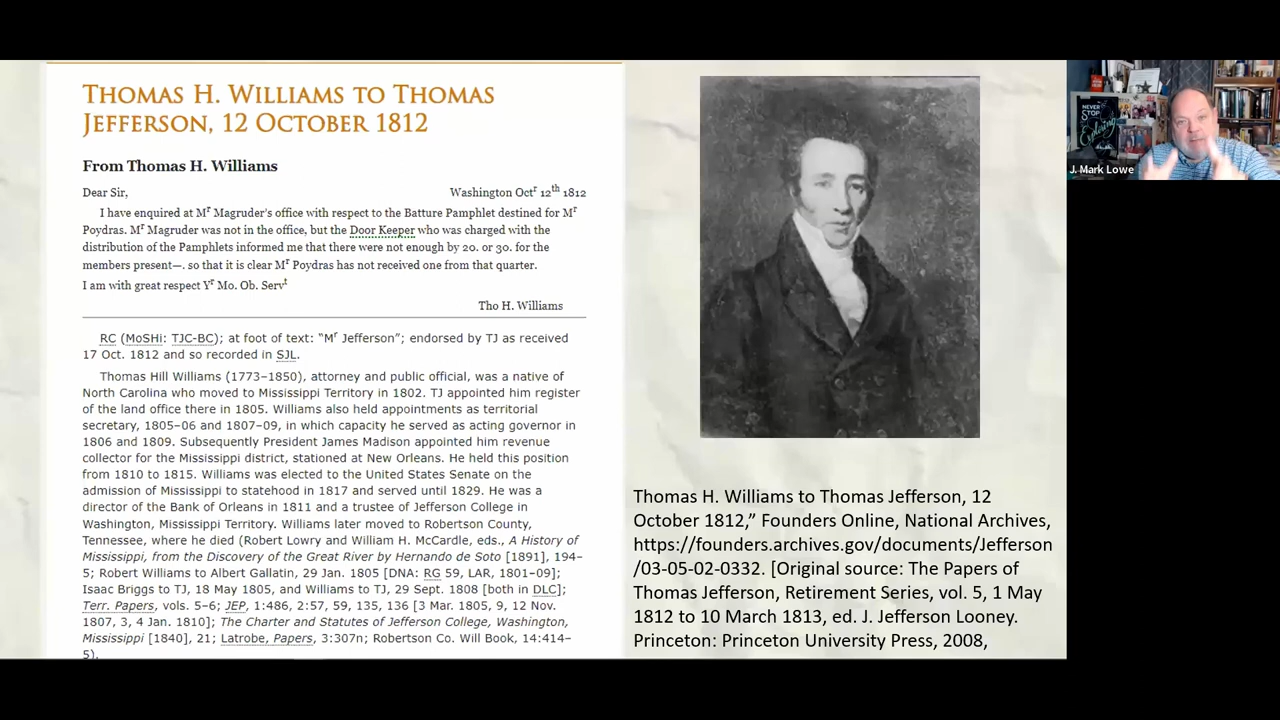 THOMAS H. WILLIAMS TO THOMAS
JEFFERSON, 12 OCTOBER 1812
From Thomas H. Williams
Dear Sir,
Washington Octʳ 12ᵗʰ 1812
I have enquired at Mʳ Magruder's office with respect to the Batture Pamphlet destined for Mʳ
Poydras. Mʳ Magruder was not in the office, but the Door Keeper who was charged with the
distribution of the Pamphlets informed me that there were not enough by 20. or 30. for the
members present—. so that it is clear Mʳ Poydras has not received one from that quarter.
I am with great respect Yʳ Mo. Ob. Servᵗ
Tho H. Williams
RC (MoSHi: TJC-BC); at foot of text: “Mʳ Jefferson”; endorsed by TJ as received
17 Oct. 1812 and so recorded in SJL.
Thomas Hill Williams (1773–1850), attorney and public official, was a native of
North Carolina who moved to Mississippi Territory in 1802. TJ appointed him register
of the land office there in 1805. Williams also held appointments as territorial
secretary, 1805–06 and 1807–09, in which capacity he served as acting governor in
1806 and 1809. Subsequently President James Madison appointed him revenue
collector for the Mississippi district, stationed at New Orleans. He held this position
from 1810 to 1815. Williams was elected to the United States Senate on the
admission of Mississippi to statehood in 1817 and served until 1829. He was a
director of the Bank of Orleans in 1811 and a trustee of Jefferson College in
Washington, Mississippi Territory. Williams later moved to Robertson County,
Tennessee, where he died (Robert Lowry and William H. McCardle, eds., A History of
Mississippi, from the Discovery of the Great River by Hernando de Soto [1891], 194–
5; Robert Williams to Albert Gallatin, 29 Jan. 1805 [DNA: RG 59, LAR, 1801–09];
Isaac Briggs to TJ, 18 May 1805, and Williams to TJ, 29 Sept. 1808 [both in DLC];
Terr. Papers, vols. 5–6; JEP, 1:486, 2:57, 59, 135, 136 [3 Mar. 1805, 9, 12 Nov.
1807, 3, 4 Jan. 1810]; The Charter and Statutes of Jefferson College, Washington,
Mississippi [1840], 21; Latrobe, Papers, 3:307n; Robertson Co. Will Book, 14:414–
5).
Thomas H. Williams to Thomas Jefferson, 12
October 1812,” Founders Online, National Archives,
https://founders.archives.gov/documents/Jefferson
/03-05-02-0332. [Original source: The Papers of
Thomas Jefferson, Retirement Series, vol. 5, 1 May
1812 to 10 March 1813, ed. J. Jefferson Looney.
Princeton: Princeton University Press, 2008,
NEVER
STOP
Exploring
J. Mark Lowe